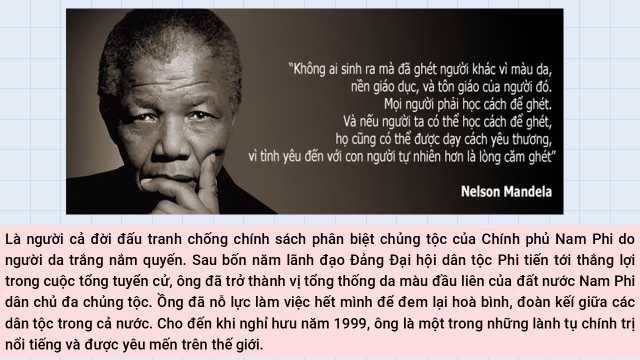 “Không ai sinh ra mà đã ghét người khác vì màu da,
nền giáo dục, và tôn giáo của người đó.
Mọi người phải học cách để ghét.
Và nếu người ta có thể học cách để ghét,
họ cũng có thể được dạy cách yêu thương,
vì tình yêu đến với con người tự nhiên hơn là lòng căm ghét”
Nelson Mandela
Là người cả đời đấu tranh chống chính sách phân biệt chủng tộc của Chính phủ Nam Phi do
người da trắng nắm quyến. Sau bốn năm lãnh đạo Đảng Đại hội dân tộc Phi tiến tới thắng lợi
trong cuộc tổng tuyển cử, ông đã trở thành vị tổng thống da màu đầu liên của đất nước Nam Phi
dân chủ đa chủng tộc. Ồng đã nỗ lực làm việc hết mình để đem lại hoà bình, đoàn kếí giữa các
dân tộc trong cả nước. Cho đến khi nghỉ hưu năm 1999, ông là một trong những lành tụ chính trị
nổi tiếng và được yêu mến trên thế giới.